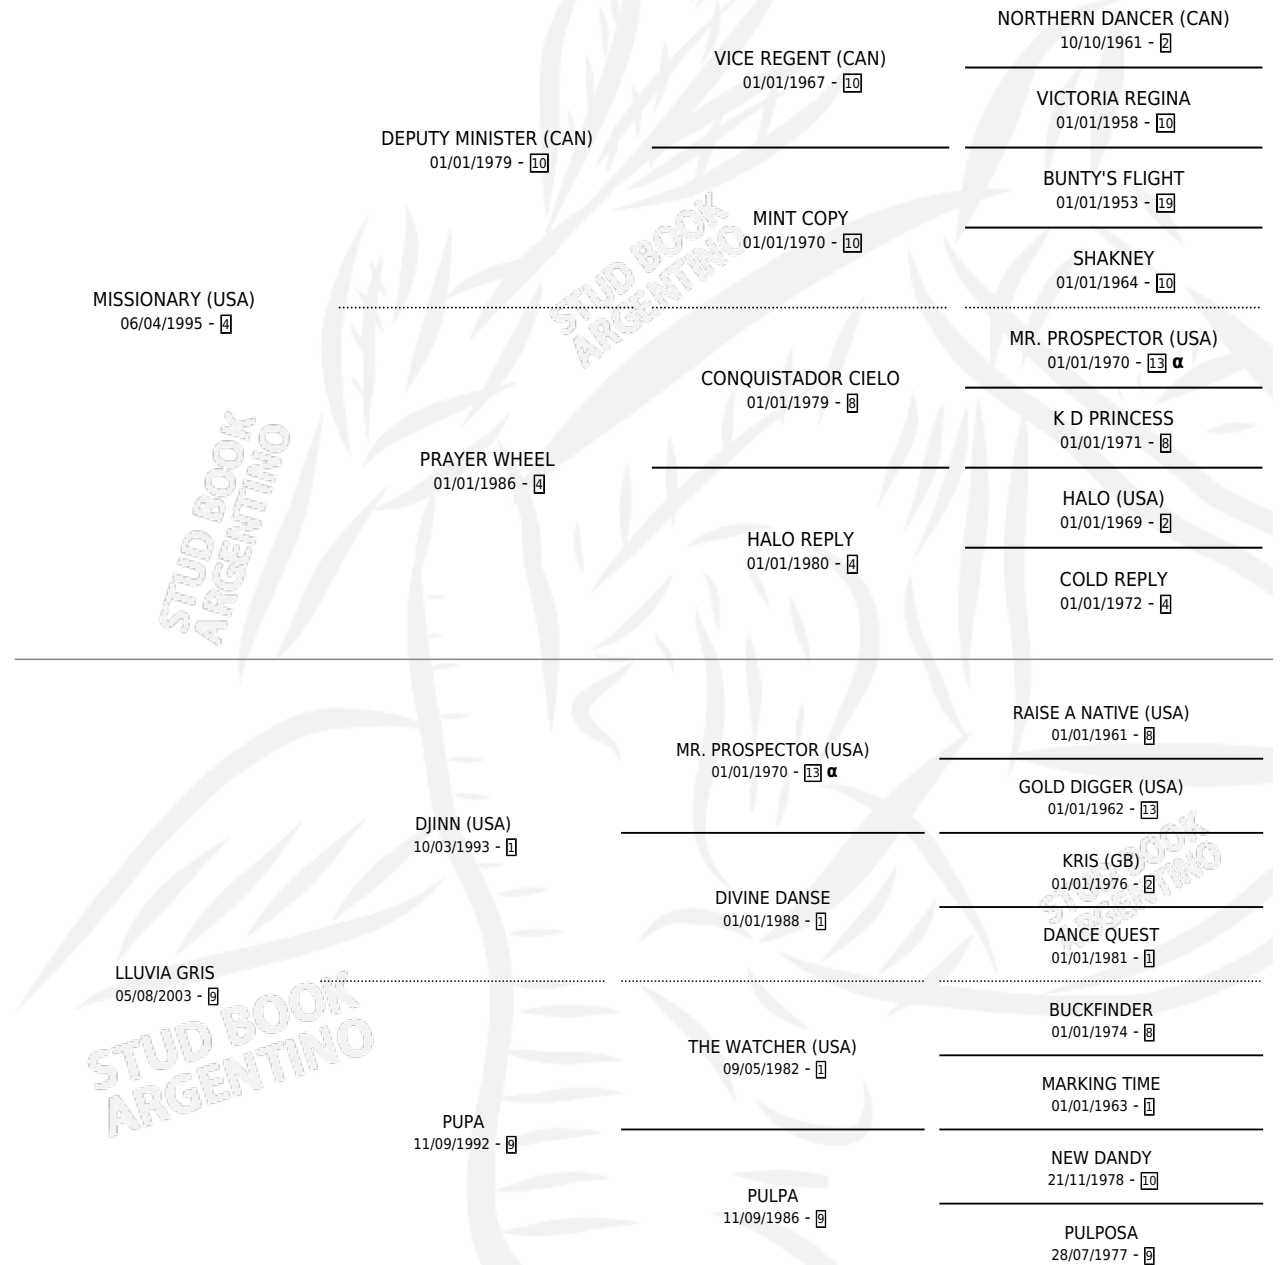 NORTHERN DANCER (CAN)
10/10/1961 - 2
VICE REGENT (CAN)
01/01/1967 - 10
VICTORIA REGINA
01/01/1958 - 10
DEPUTY MINISTER (CAN)
01/01/1979 - 10
BUNTY'S FLIGHT
01/01/1953 - 19
MINT COPY
01/01/1970 - 10
SHAKNEY
01/01/1964 - 10
MISSIONARY (USA)
06/04/1995 - 4
MR. PROSPECTOR (USA)
01/01/1970 - 13 α
CONQUISTADOR CIELO
01/01/1979 - 8
K D PRINCESS
01/01/1971 - 8
PRAYER WHEEL
01/01/1986 - 4
HALO (USA)
01/01/1969 - 2
HALO REPLY
01/01/1980 - 4
COLD REPLY
01/01/1972 - 4
RAISE A NATIVE (USA)
01/01/1961 - 8
MR. PROSPECTOR (USA)
01/01/1970 - 13 α
GOLD DIGGER (USA)
01/01/1962 - 13
DJINN (USA)
10/03/1993 - 1
KRIS (GB)
01/01/1976 - 2
DIVINE DANSE
01/01/1988 - 1
DANCE QUEST
01/01/1981 - 1
LLUVIA GRIS
05/08/2003 - 9
BUCKFINDER
01/01/1974 - 8
THE WATCHER (USA)
09/05/1982 - 1
MARKING TIME
01/01/1963 - 1
PUPA
11/09/1992 - 9
NEW DANDY
21/11/1978 - 10
PULPA
11/09/1986 - 9
PULPOSA
28/07/1977 - 9
STUD BOOK
ARGENTINO
STUD BOOK
ARGENTINO
STUD BOOK
ARGENTINO
STUD BOOK
ARGENTINO